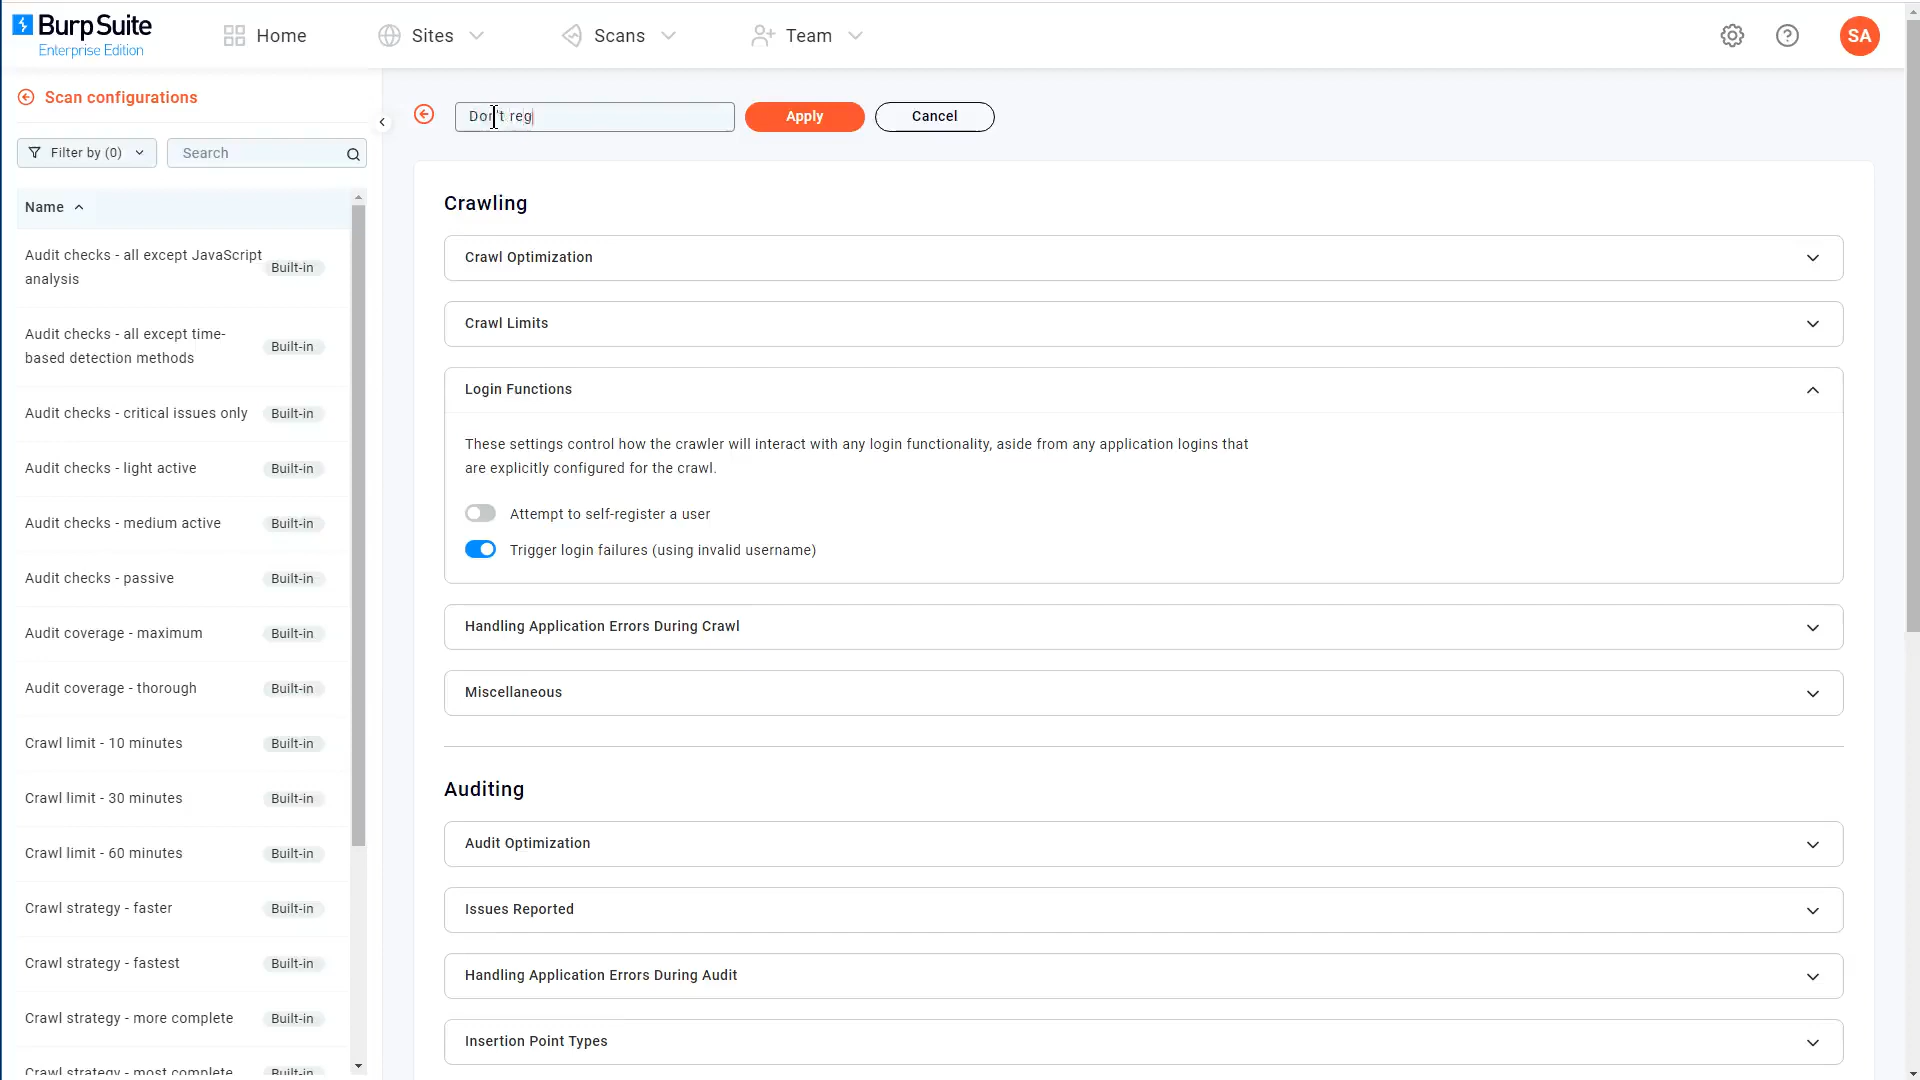 Burp Suite
Enterprise Edition
Home
Sites
Scans
Team
SA
Scan configurations
Filter by (0)
Search
Name
Audit checks - all except JavaScript
analysis
Built-in
Audit checks - all except time-
based detection methods
Built-in
Audit checks - critical issues only Built-in
Audit checks - light active Built-in
Audit checks - medium active Built-in
Audit checks - passive Built-in
Audit coverage - maximum Built-in
Audit coverage - thorough Built-in
Crawl limit - 10 minutes Built-in
Crawl limit - 30 minutes Built-in
Crawl limit - 60 minutes Built-in
Crawl strategy - faster Built-in
Crawl strategy - fastest Built-in
Crawl strategy - more complete Built-in
Crawl strategy - most complete Built-in
Don't reg
Apply
Cancel
Crawling
Crawl Optimization
Crawl Limits
Login Functions
These settings control how the crawler will interact with any login functionality, aside from any application logins that
are explicitly configured for the crawl.
Attempt to self-register a user
Trigger login failures (using invalid username)
Handling Application Errors During Crawl
Miscellaneous
Auditing
Audit Optimization
Issues Reported
Handling Application Errors During Audit
Insertion Point Types